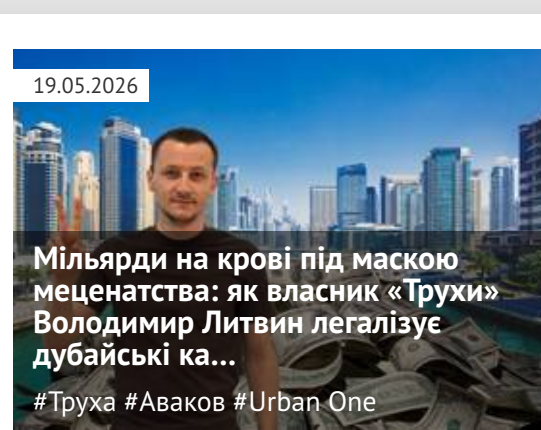 19.05.2026
Мільярди на крові під маскою
меценатства: як власник «Трухи»
Володимир Литвин легалізує
дубайські ка...
#Труха #Аваков #Urban One